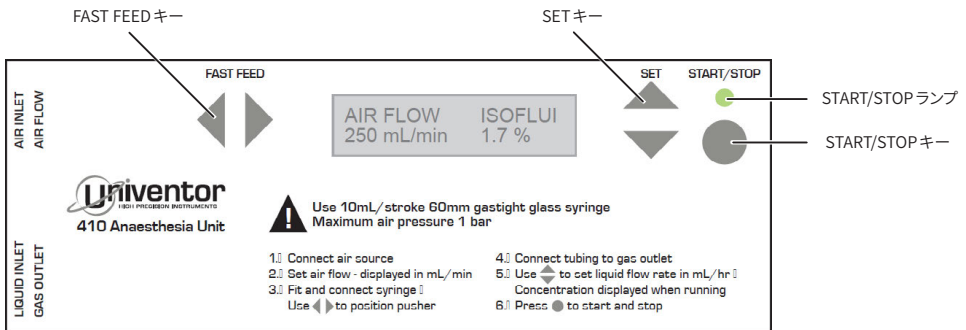 FAST FEEDキー
SETキー
FAST FEED
SET
START/STOP
AIR INLET
AIR FLOW
AIR FLOW ISOFLUI
250 mL/min 1.7 %
START/STOPランプ
START/STOPキー
Univentor
HIGH PRECISION INSTRUMENTS
410 Anaesthesia Unit
Use 10mL/stroke 60mm gastight glass syringe
Maximum air pressure 1 bar
LIQUID INLET
GAS OUTLET
1. Connect air source
2. Set air flow - displayed in mL/min
3. Fit and connect syringe
Use ◀▶ to position pusher
4. Connect tubing to gas outlet
5. Use ▲▼ to set liquid flow rate in mL/hr
Concentration displayed when running
6. Press ● to start and stop